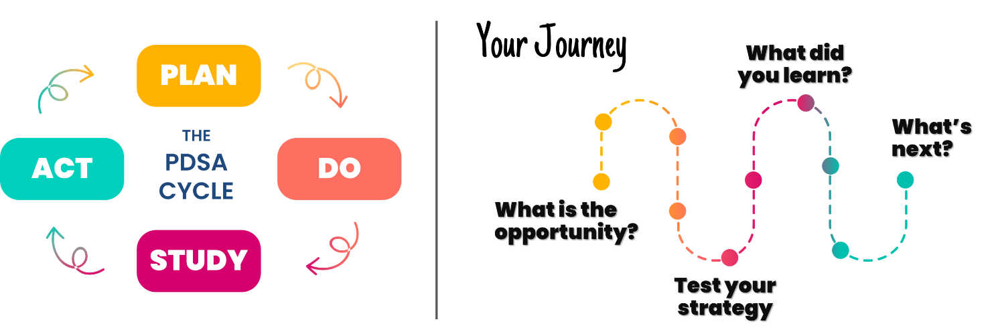 PLAN
ACT
THE
PDSA
CYCLE
DO
STUDY
Your Journey
What is the
opportunity?
Test your
strategy
What did
you learn?
What's
next?